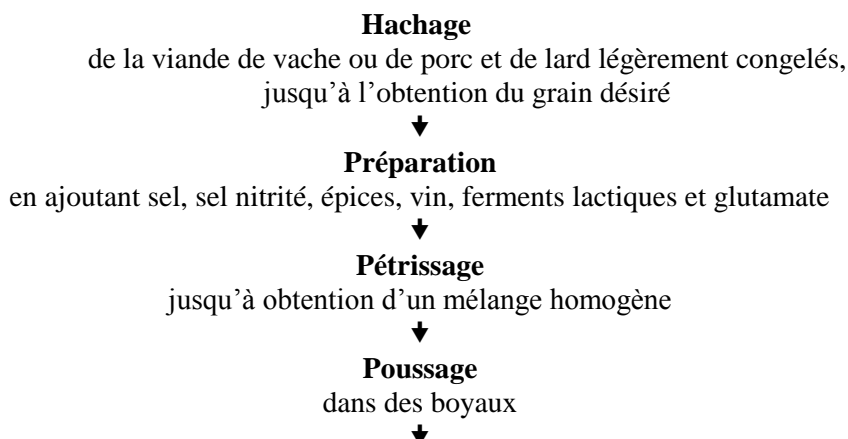 Hachage
de la viande de vache ou de porc et de lard légèrement congelés,
jusqu’à l’obtention du grain désiré
Préparation
en ajoutant sel, sel nitrité, épices, vin, ferments lactiques et glutamate
Pétrissage
jusqu’à obtention d’un mélange homogène
Poussage
dans des boyaux